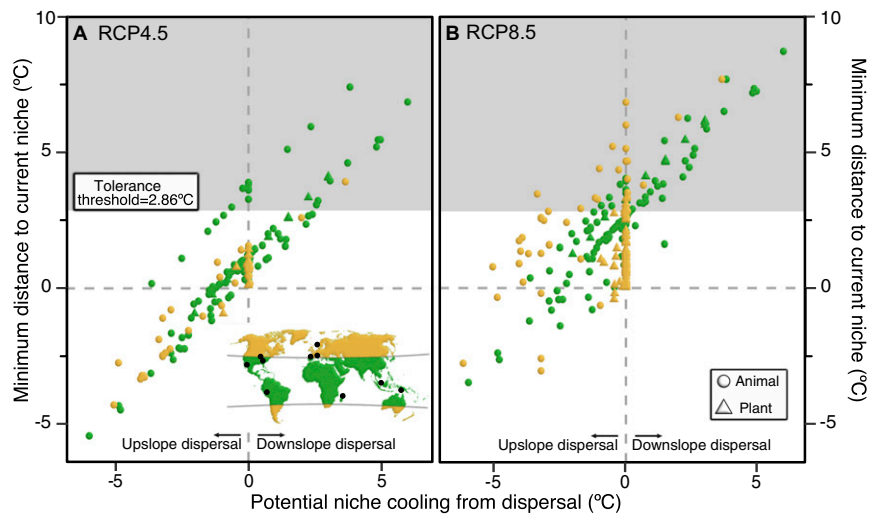 10
5
0
-5
Minimum distance to current niche (ºC)
A RCP4.5
Tolerance
threshold=2.86ºC
Upslope dispersal
Downslope dispersal
-5
0
5
B RCP8.5
Animal
Plant
Upslope dispersal
Downslope dispersal
-5
0
5
10
5
0
-5
Minimum distance to current niche (ºC)
Potential niche cooling from dispersal (ºC)